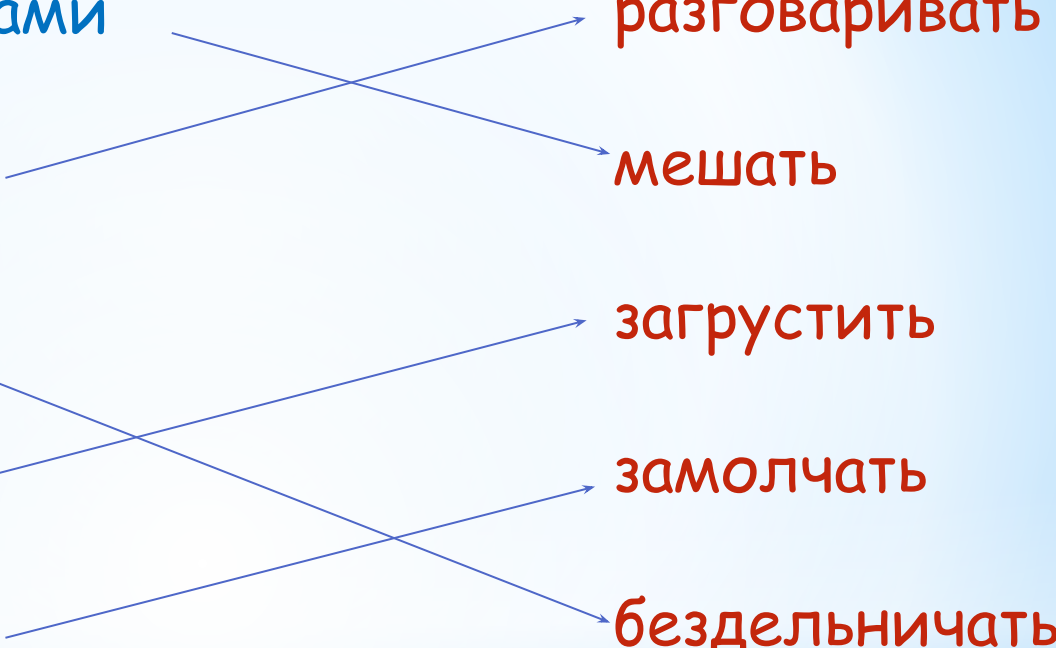 ами
разговаривать
мешать
загрустить
замолчать
бездельничать